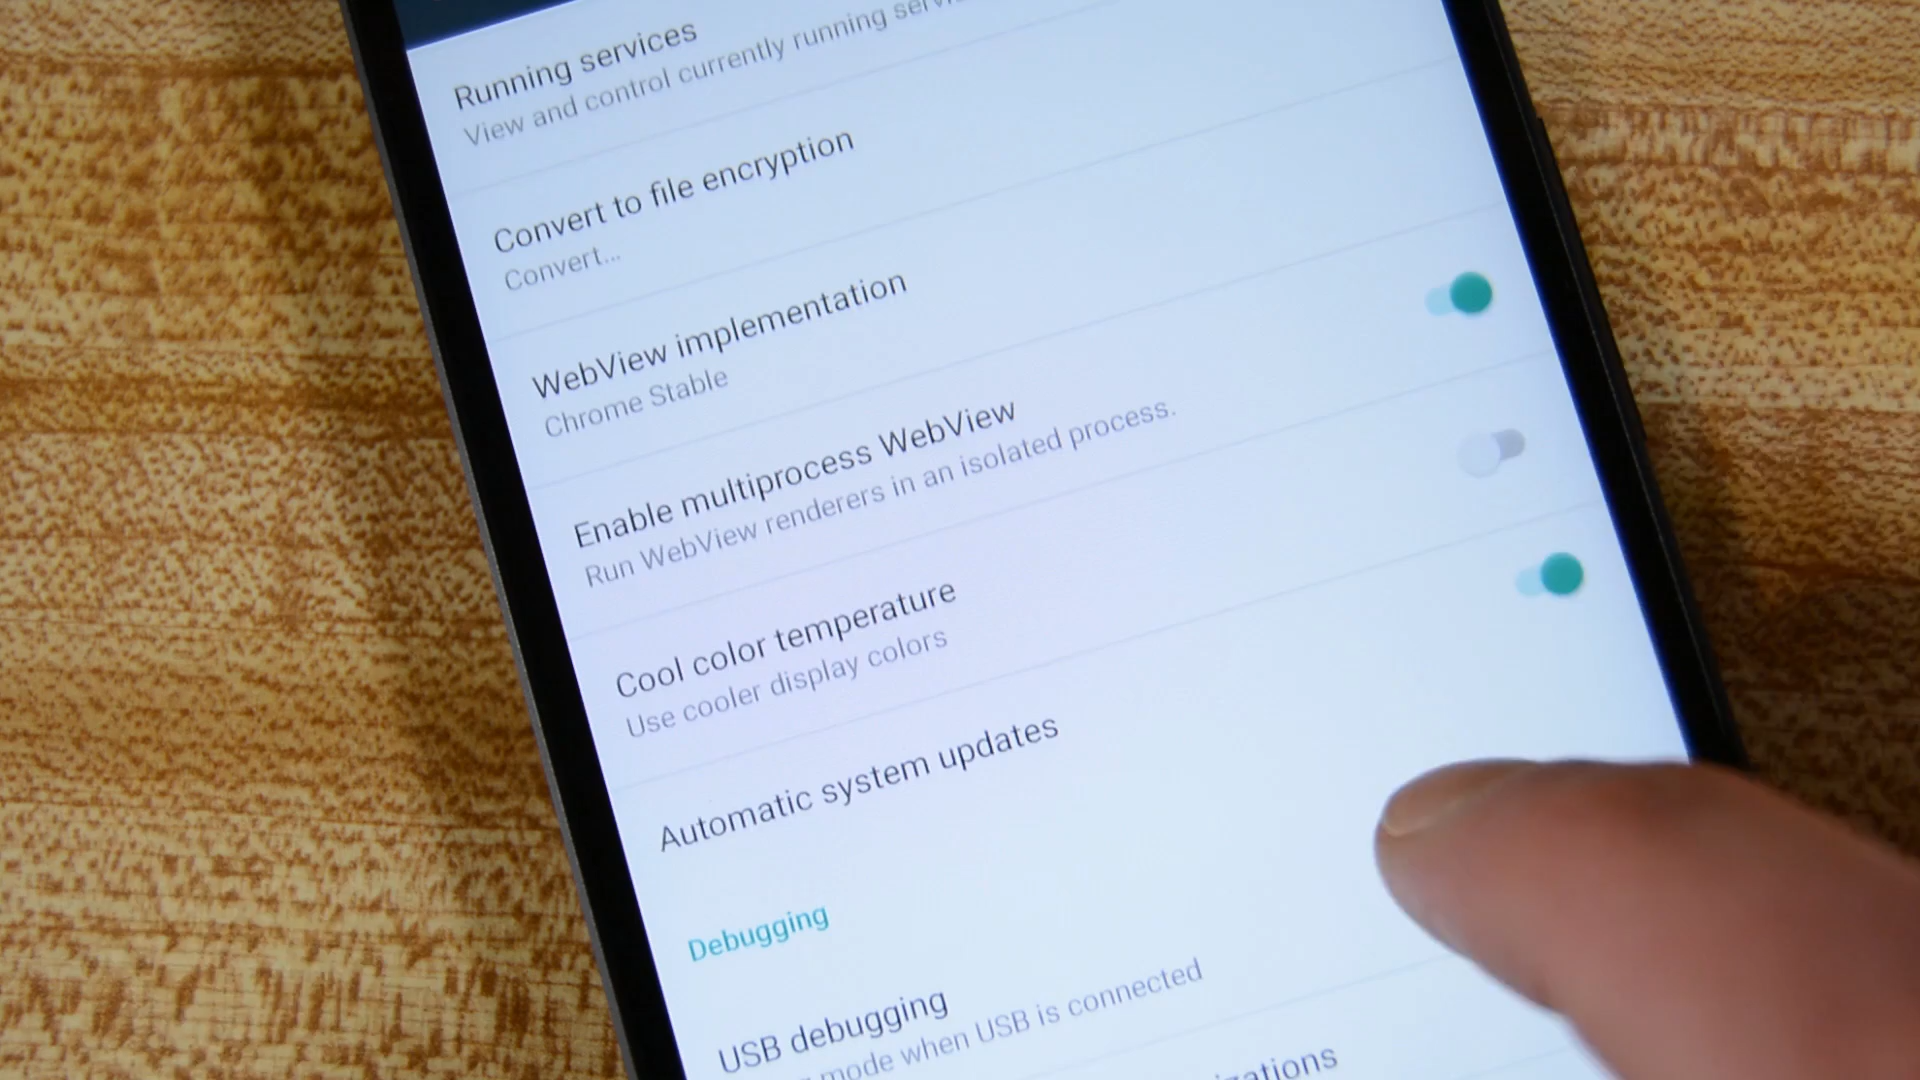 Running services
View and control currently running
Convert to file encryption
Convert...
WebView implementation
Chrome Stable
Enable multiprocess WebView
Run WebView renderers in an isolated process.
Cool color temperature
Use cooler display colors
Automatic system updates
Debugging
USB debugging
mode when USB is connected